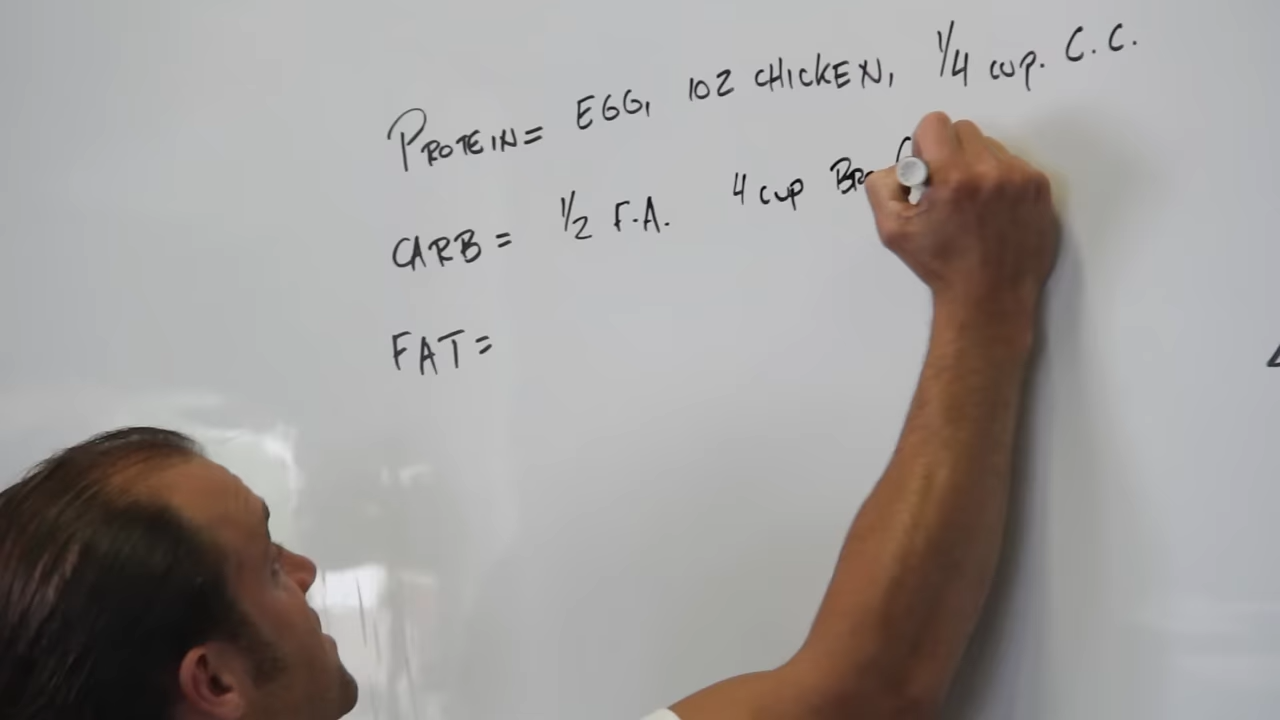 PROTEIN= EGG, 1OZ CHICKEN, 1/4 cup. C.C.
CARB = 1/2 F.A. 4 cup
FAT=